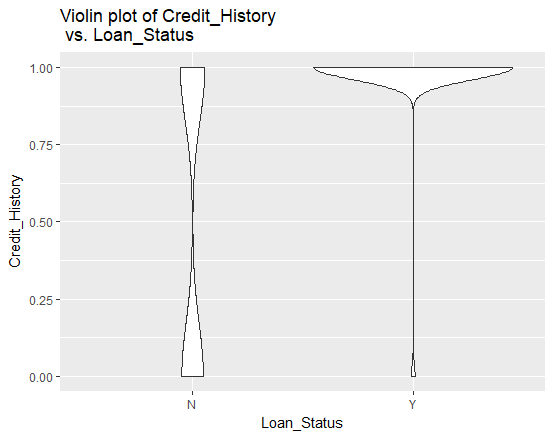 Violin plot of Credit_History
vs. Loan_Status
1.00
0.75
0.50
0.25
0.00
Credit_History
N
Y
Loan_Status